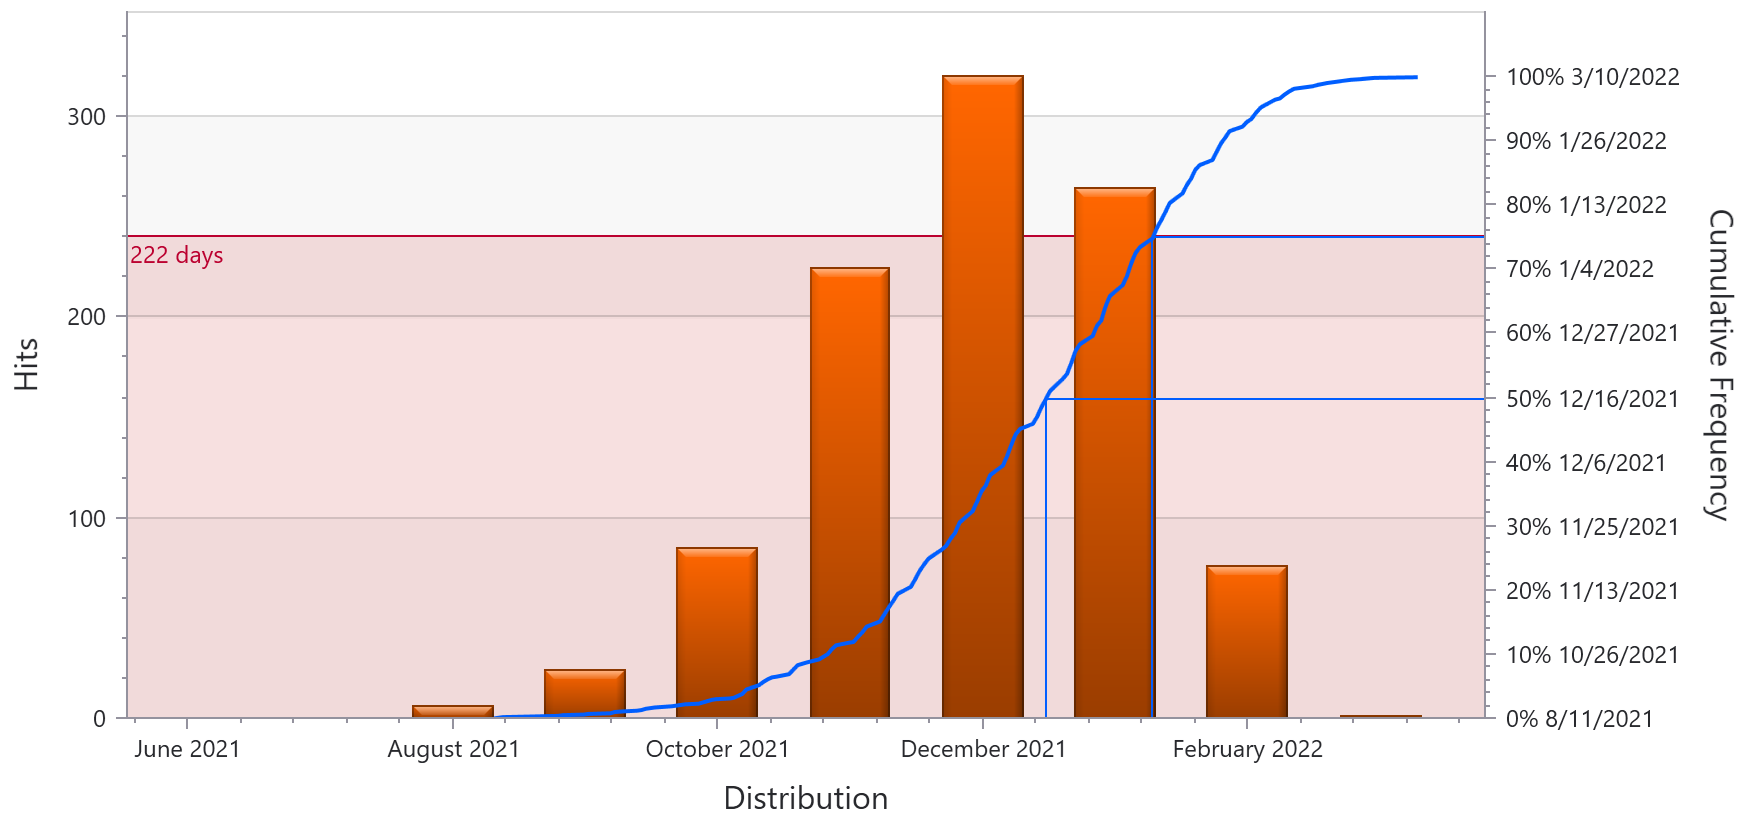 Hits
300
200
100
0
222 days
June 2021
August 2021
October 2021
December 2021
February 2022
Distribution
100% 3/10/2022
90% 1/26/2022
80% 1/13/2022
70% 1/4/2022
60% 12/27/2021
50% 12/16/2021
40% 12/6/2021
30% 11/25/2021
20% 11/13/2021
10% 10/26/2021
0% 8/11/2021
Cumulative Frequency